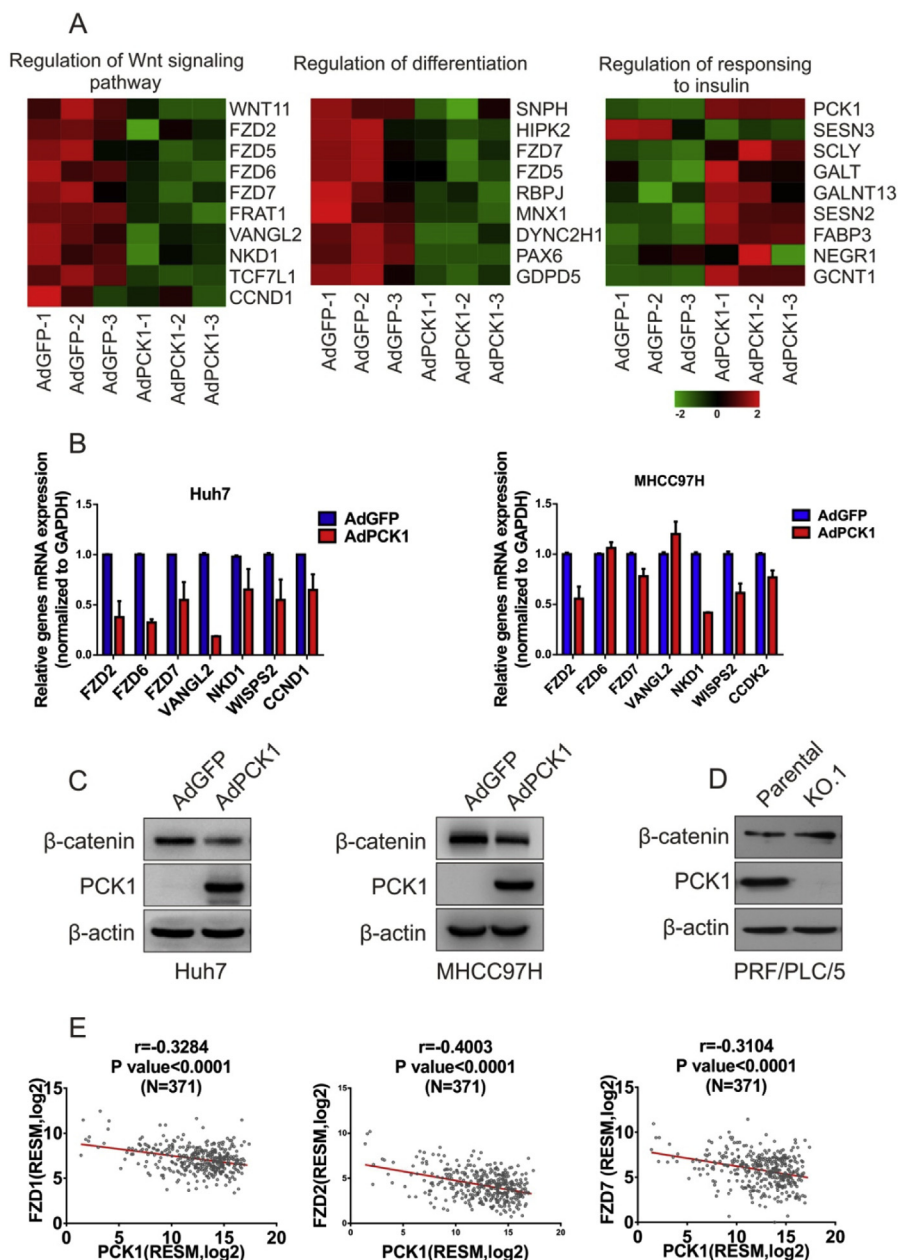 A
Regulation of Wnt signaling
pathway
WNT11
FZD2
FZD5
FZD6
FZD7
FRAT1
VANGL2
NKD1
TCF7L1
CCND1
AdGFP-1
AdGFP-2
AdGFP-3
AdPCK1-1
AdPCK1-2
AdPCK1-3
Regulation of differentiation
SNPH
HIPK2
FZD7
FZD5
RBPJ
MNX1
DYNC2H1
PAX6
GDPD5
AdGFP-1
AdGFP-2
AdGFP-3
AdPCK1-1
AdPCK1-2
AdPCK1-3
Regulation of responsing
to insulin
PCK1
SESN3
SCLY
GALT
GALNT13
SESN2
FABP3
NEGR1
GCNT1
AdGFP-1
AdGFP-2
AdGFP-3
AdPCK1-1
AdPCK1-2
AdPCK1-3
-2 0 2
B
Huh7
Relative genes mRNA expression
(normalized to GAPDH)
1.5
1.0
0.5
0.0
AdGFP
AdPCK1
FZD2
FZD6
FZD7
VANGL2
NKD1
WISPS2
CCND1
MHCC97H
Relative genes mRNA expression
(normalized to GAPDH)
1.5
1.0
0.5
0.0
AdGFP
AdPCK1
FZD2
FZD6
FZD7
VANGL2
NKD1
WISPS2
CCDK2
C
AdGFP
AdPCK1
β-catenin
PCK1
β-actin
Huh7
AdGFP
AdPCK1
β-catenin
PCK1
β-actin
MHCC97H
D
Parental
KO.1
β-catenin
PCK1
β-actin
PRF/PLC/5
E
r=-0.3284
P value<0.0001
(N=371)
FZD1(RESM,log2)
15
10
5
0
0 5 10 15 20
PCK1(RESM,log2)
r=-0.4003
P value<0.0001
(N=371)
FZD2(RESM,log2)
15
10
5
0
0 5 10 15 20
PCK1(RESM,log2)
r=-0.3104
P value<0.0001
(N=371)
FZD7 (RESM,log2)
15
10
5
0
0 5 10 15 20
PCK1(RESM,log2)